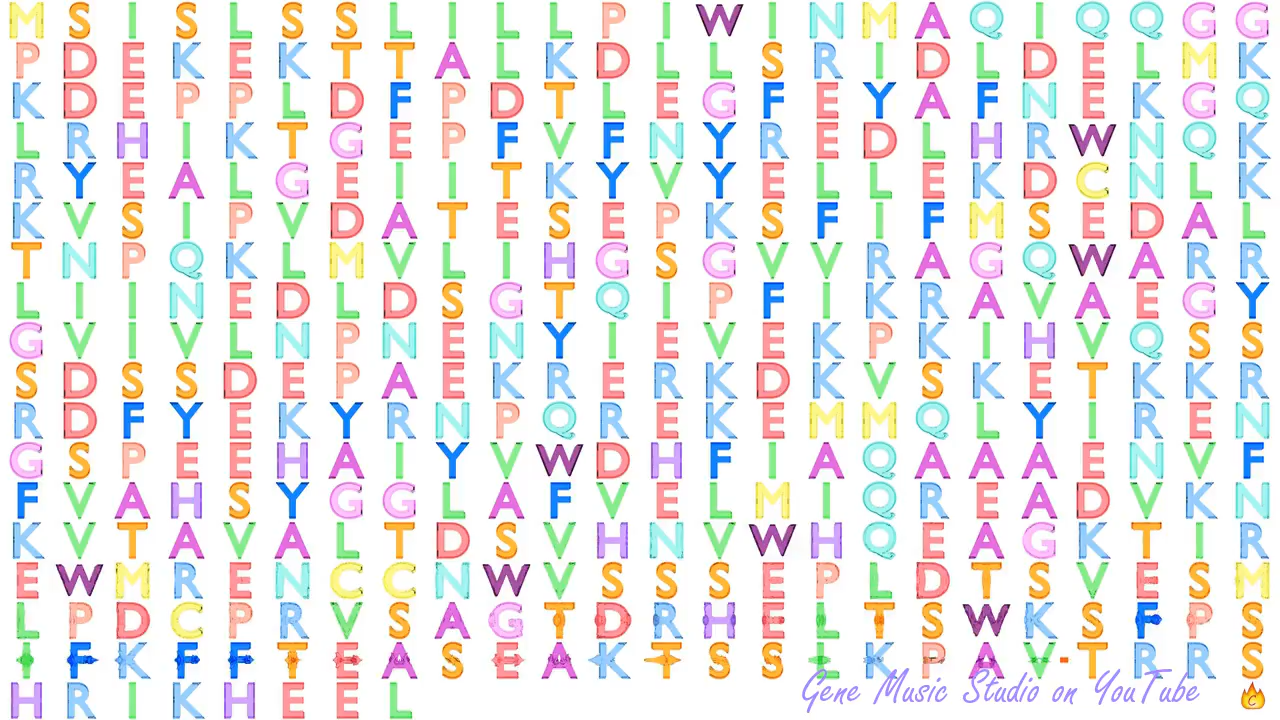 M S I S L S S L I L L P I W I N M A Q I Q Q G G
P D E K E K T T A L K D L L S R I D L D E L M K
K D E P P L D F P D T L E G F E Y A F N E K G Q
L R H I K T G E P F V F N Y R E D L H R W N Q K
R Y E A L G E I I T K Y V Y E L L E K D C N L K
K V S I P V D A T E S E P K S F I F M S E D A L
T N P Q K L M V L I H G S G V V R A G Q W A R R
L I I N E D L D S G T Q I P F I K R A V A E G Y
G V I V L N P N E N Y I E V E K P K I H V Q S S
S D S S D E P A E K R E R K D K V S K E T K K R
R D F Y E K Y R N P Q R E K E M M Q L Y I R E N
G S P E E H A I Y V W D H F I A Q A A A E N V F
F V A H S Y G G L A F V E L M I Q R E A D V K N
K V T A V A L T D S V H N V W H Q E A G K T I R
E W M R E N C C N W V S S S E P L D T S V E S M
L P D C P R V S A G T D R H E L T S W K S F P S
I F K F F T E A S E A K T S S L K P A V - T R R S
H R I K H E E L
Gene Music Studio on YouTube
C